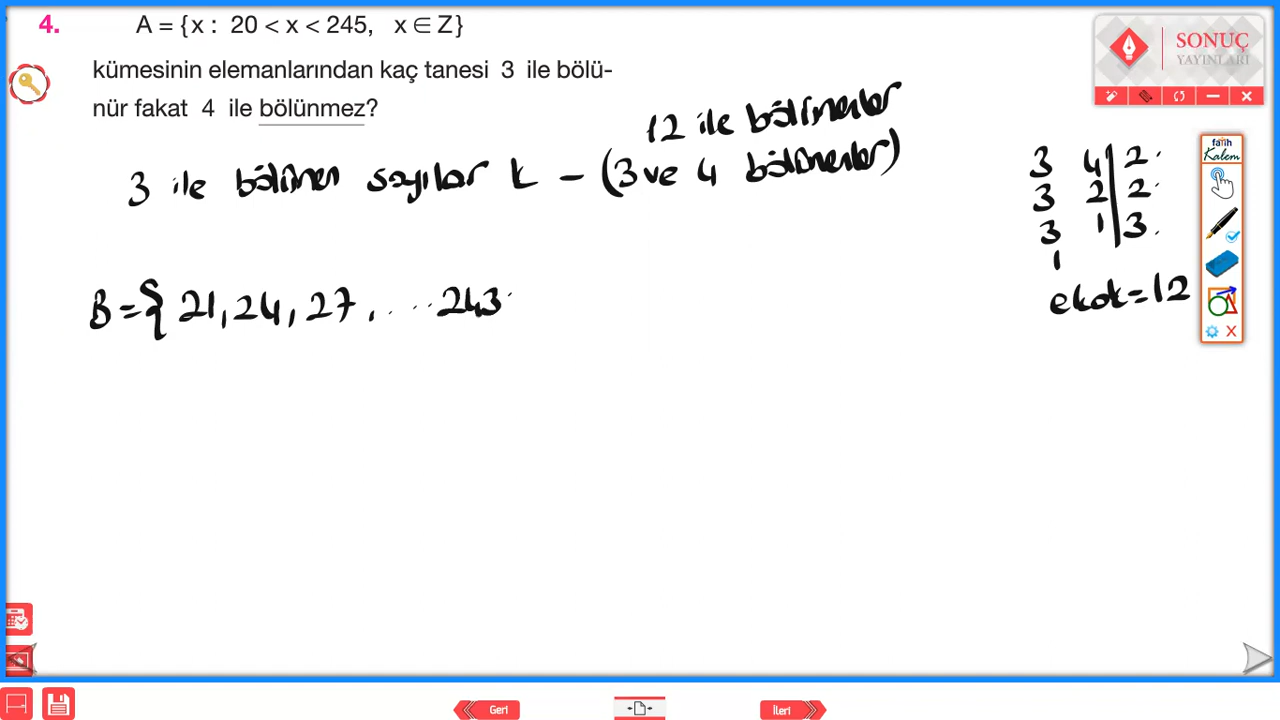 4. A = {x : 20 < x < 245, x ∈ Z}
kümesinin elemanlarından kaç tanesi 3 ile bölü-
nür fakat 4 ile bölünmez?
12 ile bölünenler
3 ile bölünen sayılar k - (3 ve 4 bölünenler)
B = { 21, 24, 27, .... 243
3 4 | 2
3 2 | 2
3 1 | 3
1
ekok = 12
SONUÇ
YAYINLARI
fatih
Kalem
Geri
İleri